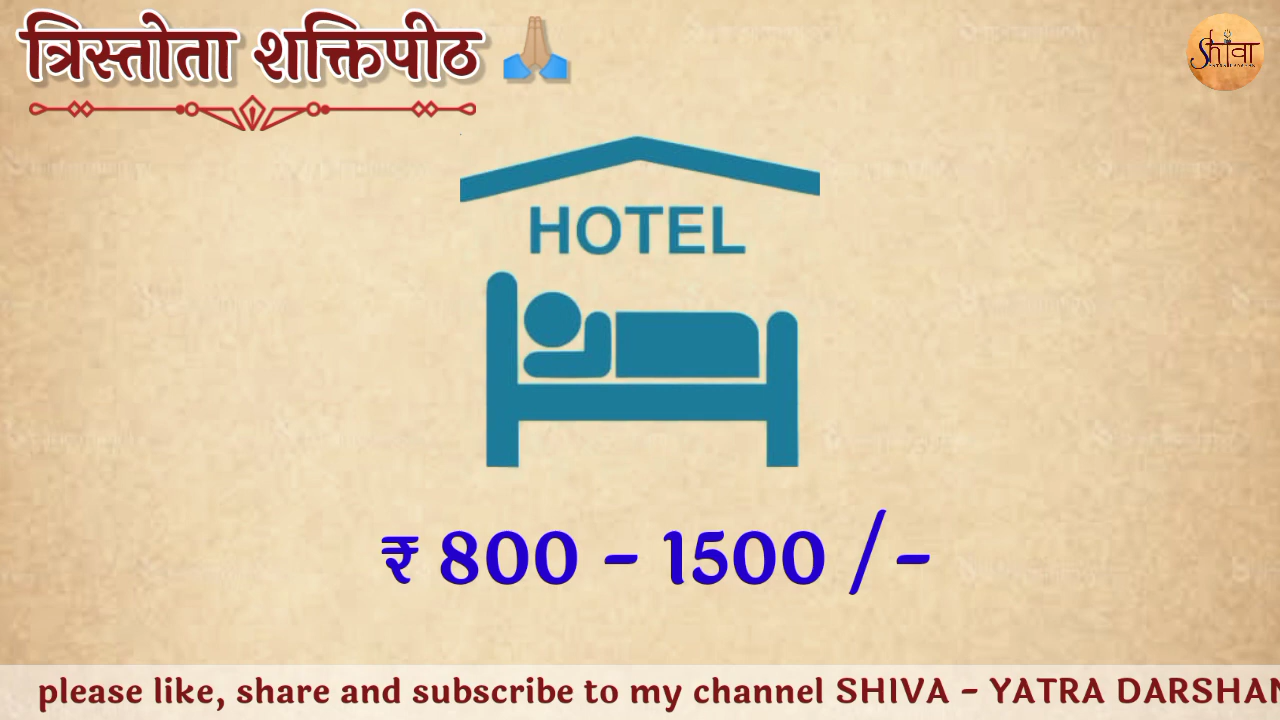 त्रिस्तोता शक्तिपीठ
शिवा
HOTEL
₹ 800 - 1500 /-
please like, share and subscribe to my channel SHIVA - YATRA DARSHAN